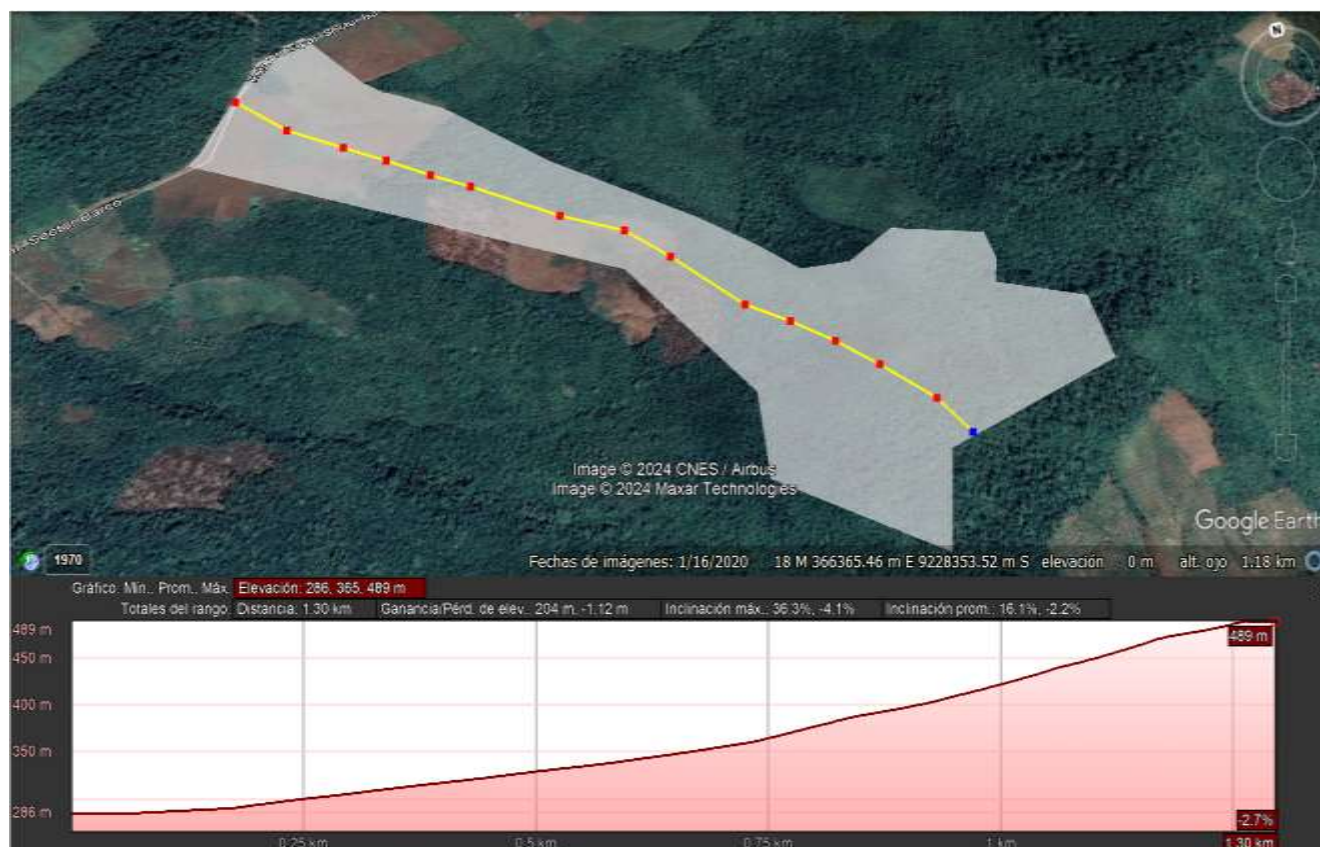 N
Image © 2024 CNES / Airbus
Image © 2024 Maxar Technologies
Google Earth
1970
Fechas de imágenes: 1/16/2020 18 M 366365.46 m E 9228353.52 m S elevación 0 m alt. ojo 1.18 km
Gráfico: Mín., Prom., Máx. Elevación: 286, 365, 489 m
Totales del rango: Distancia: 1.30 km Ganancia/Pérd. de elev.: 204 m, -1.12 m Inclinación máx.: 36.3%, -4.1% Inclinación prom.: 16.1%, -2.2%
489 m
489 m
450 m
400 m
350 m
286 m
-2.7%
0.25 km 0.5 km 0.75 km 1 km 1.30 km